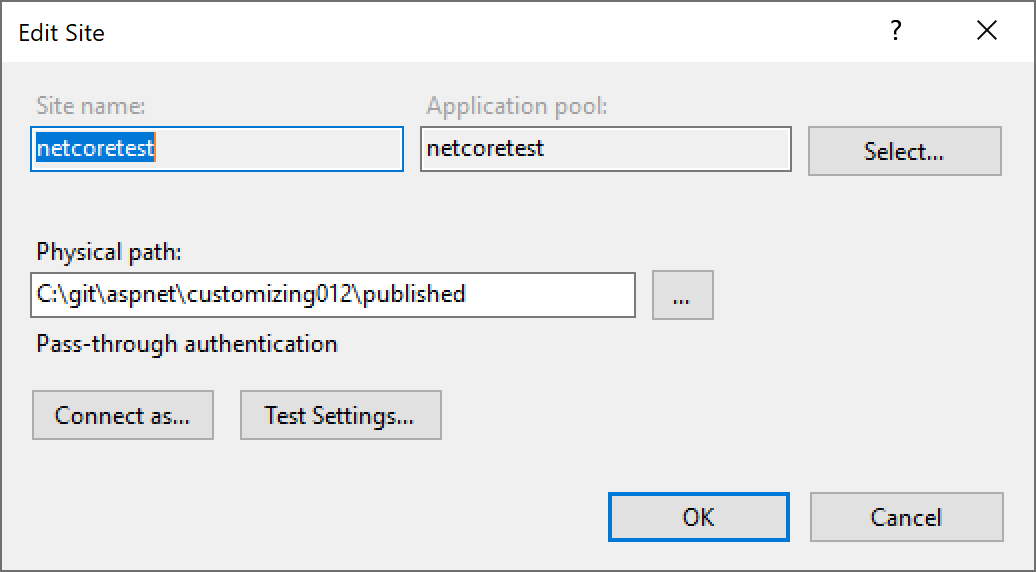 Edit Site ?
Site name: Application pool:
netcoretest netcoretest Select...
Physical path:
C:\git\aspnet\customizing012\published ...
Pass-through authentication
Connect as... Test Settings...
OK Cancel